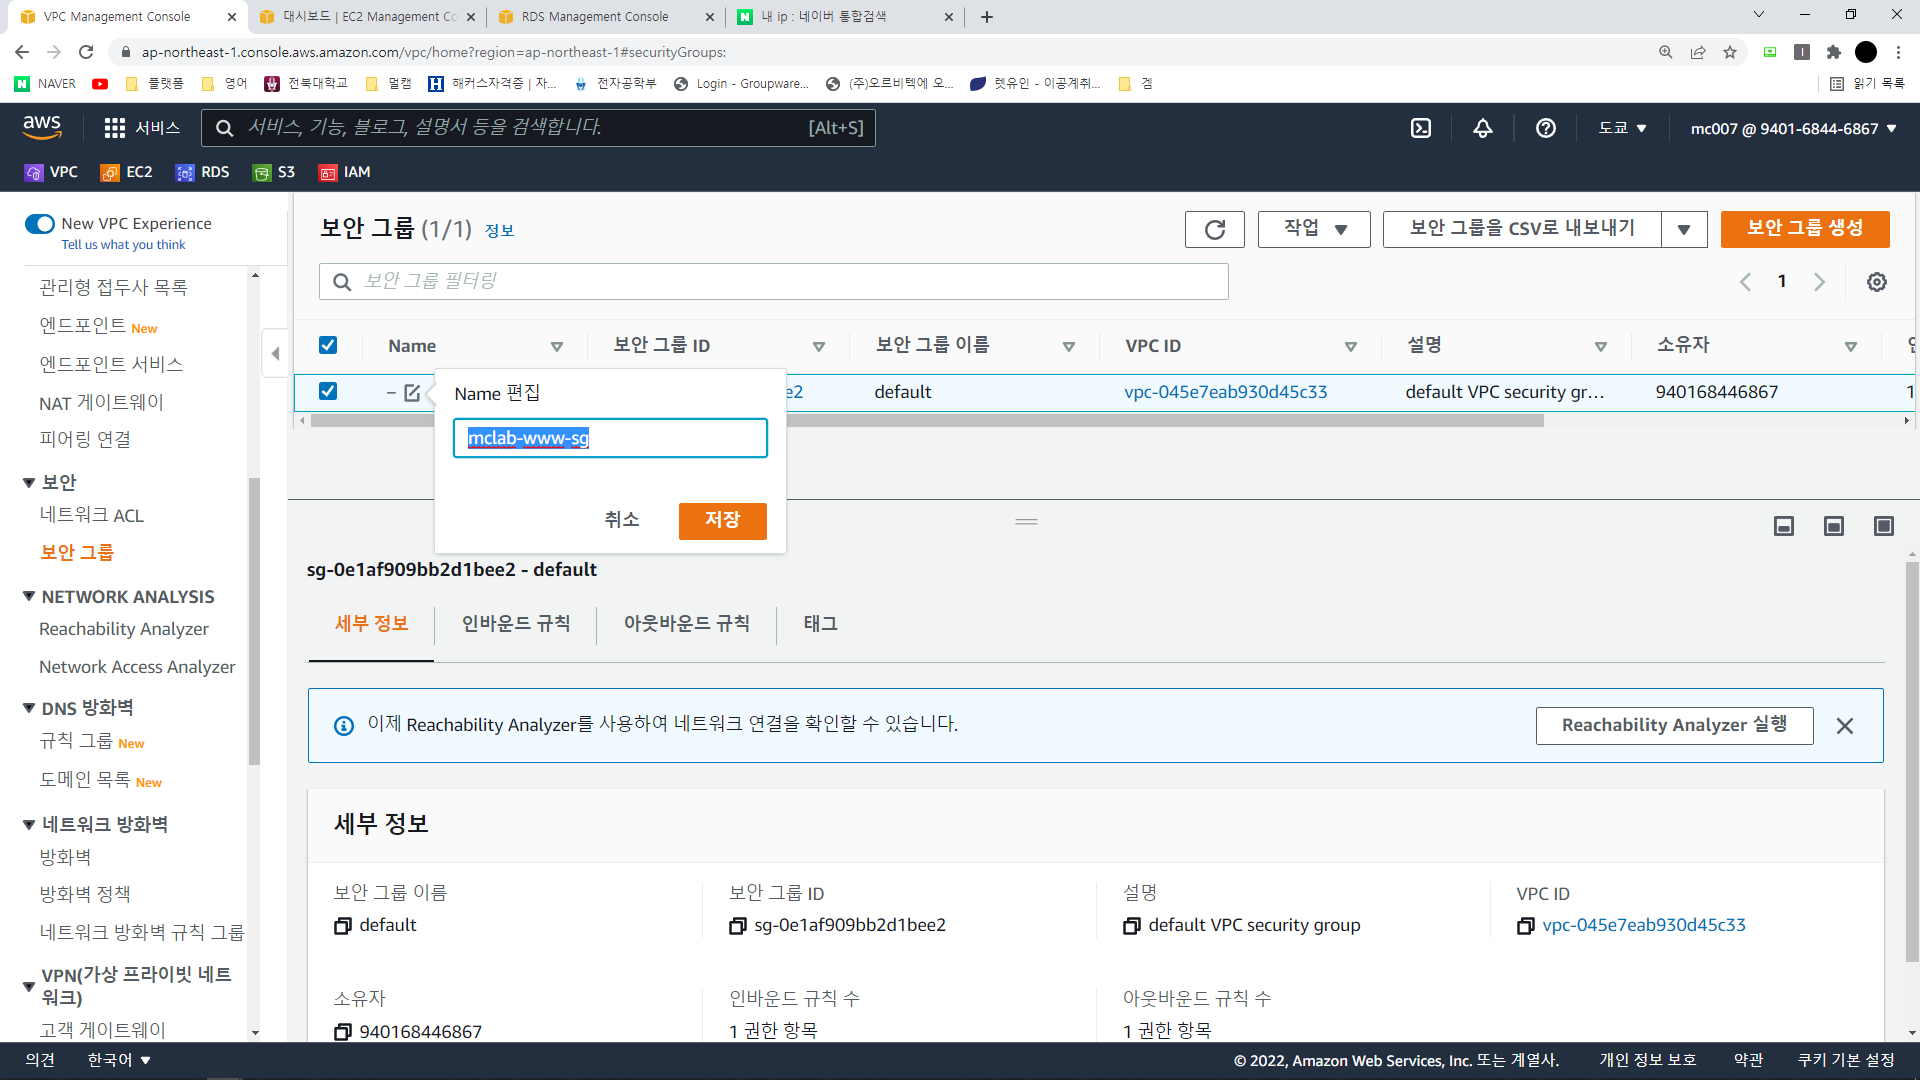 VPC Management Console
대시보드 | EC2 Management Co
RDS Management Console
내 ip : 네이버 통합검색
ap-northeast-1.console.aws.amazon.com/vpc/home?region=ap-northeast-1#securityGroups:
NAVER
플랫폼
영어
전북대학교
멀캠
해커스자격증 | 자...
전자공학부
Login - Groupware...
(주)오르비텍에 오...
렛유인 - 이공계취...
겜
읽기 목록
aws
서비스
서비스, 기능, 블로그, 설명서 등을 검색합니다.
[Alt+S]
도쿄
mc007 @ 9401-6844-6867
VPC
EC2
RDS
S3
IAM
New VPC Experience
Tell us what you think
관리형 접두사 목록
엔드포인트 New
엔드포인트 서비스
NAT 게이트웨이
피어링 연결
보안
네트워크 ACL
보안 그룹
NETWORK ANALYSIS
Reachability Analyzer
Network Access Analyzer
DNS 방화벽
규칙 그룹 New
도메인 목록 New
네트워크 방화벽
방화벽
방화벽 정책
네트워크 방화벽 규칙 그룹
VPN(가상 프라이빗 네트
워크)
고객 게이트웨이
보안 그룹 (1/1) 정보
작업
보안 그룹을 CSV로 내보내기
보안 그룹 생성
보안 그룹 필터링
1
Name
보안 그룹 ID
보안 그룹 이름
VPC ID
설명
소유자
–
e2
default
vpc-045e7eab930d45c33
default VPC security gr...
940168446867
1
Name 편집
mclab-www-sg
취소
저장
sg-0e1af909bb2d1bee2 - default
세부 정보
인바운드 규칙
아웃바운드 규칙
태그
이제 Reachability Analyzer를 사용하여 네트워크 연결을 확인할 수 있습니다.
Reachability Analyzer 실행
세부 정보
보안 그룹 이름
default
보안 그룹 ID
sg-0e1af909bb2d1bee2
설명
default VPC security group
VPC ID
vpc-045e7eab930d45c33
소유자
940168446867
인바운드 규칙 수
1 권한 항목
아웃바운드 규칙 수
1 권한 항목
의견
한국어
© 2022, Amazon Web Services, Inc. 또는 계열사.
개인 정보 보호
약관
쿠키 기본 설정